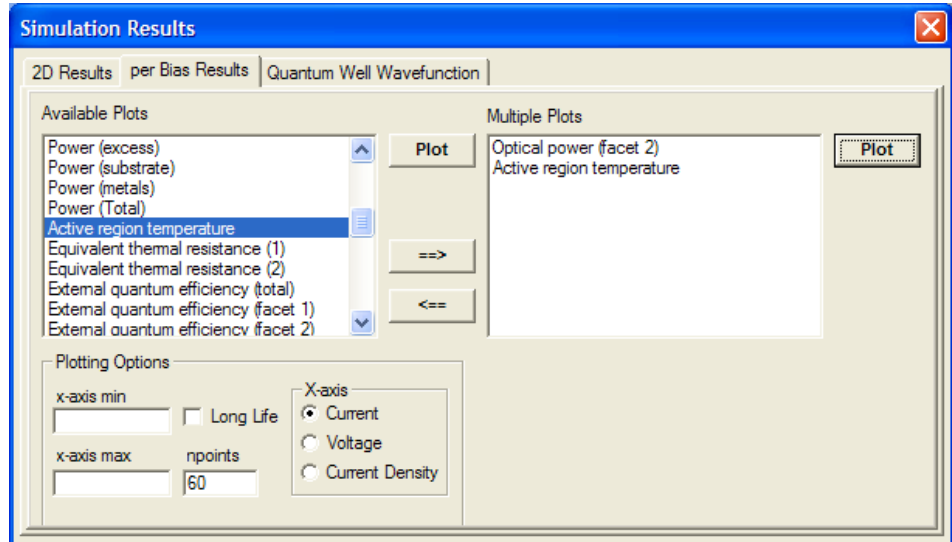 Simulation Results
2D Results per Bias Results Quantum Well Wavefunction
Available Plots
Power (excess)
Power (substrate)
Power (metals)
Power (Total)
Active region temperature
Equivalent thermal resistance (1)
Equivalent thermal resistance (2)
External quantum efficiency (total)
External quantum efficiency (facet 1)
External quantum efficiency (facet 2)
Plot
==>
<==
Multiple Plots
Optical power (facet 2)
Active region temperature
Plot
Plotting Options
x-axis min
Long Life
x-axis max npoints
60
X-axis
Current
Voltage
Current Density